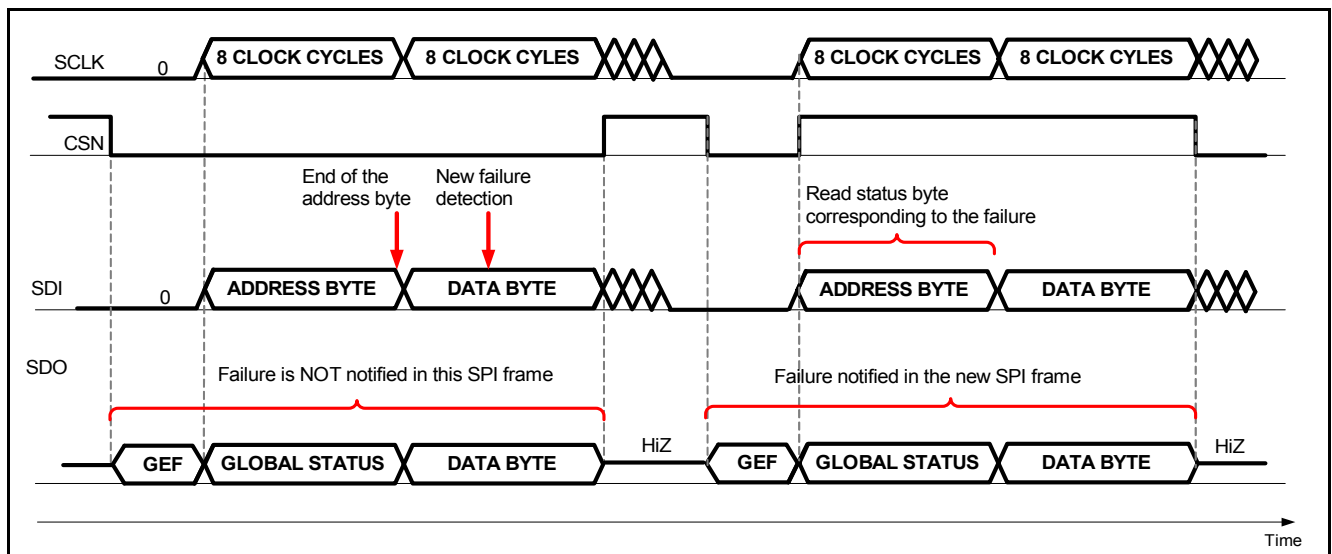 SCLK
0
8 CLOCK CYCLES
8 CLOCK CYLES
8 CLOCK CYCLES
8 CLOCK CYLES
CSN
End of the
address byte
New failure
detection
Read status byte
corresponding to the failure
SDI
0
ADDRESS BYTE
DATA BYTE
ADDRESS BYTE
DATA BYTE
SDO
Failure is NOT notified in this SPI frame
Failure notified in the new SPI frame
GEF
GLOBAL STATUS
DATA BYTE
HiZ
GEF
GLOBAL STATUS
DATA BYTE
HiZ
Time